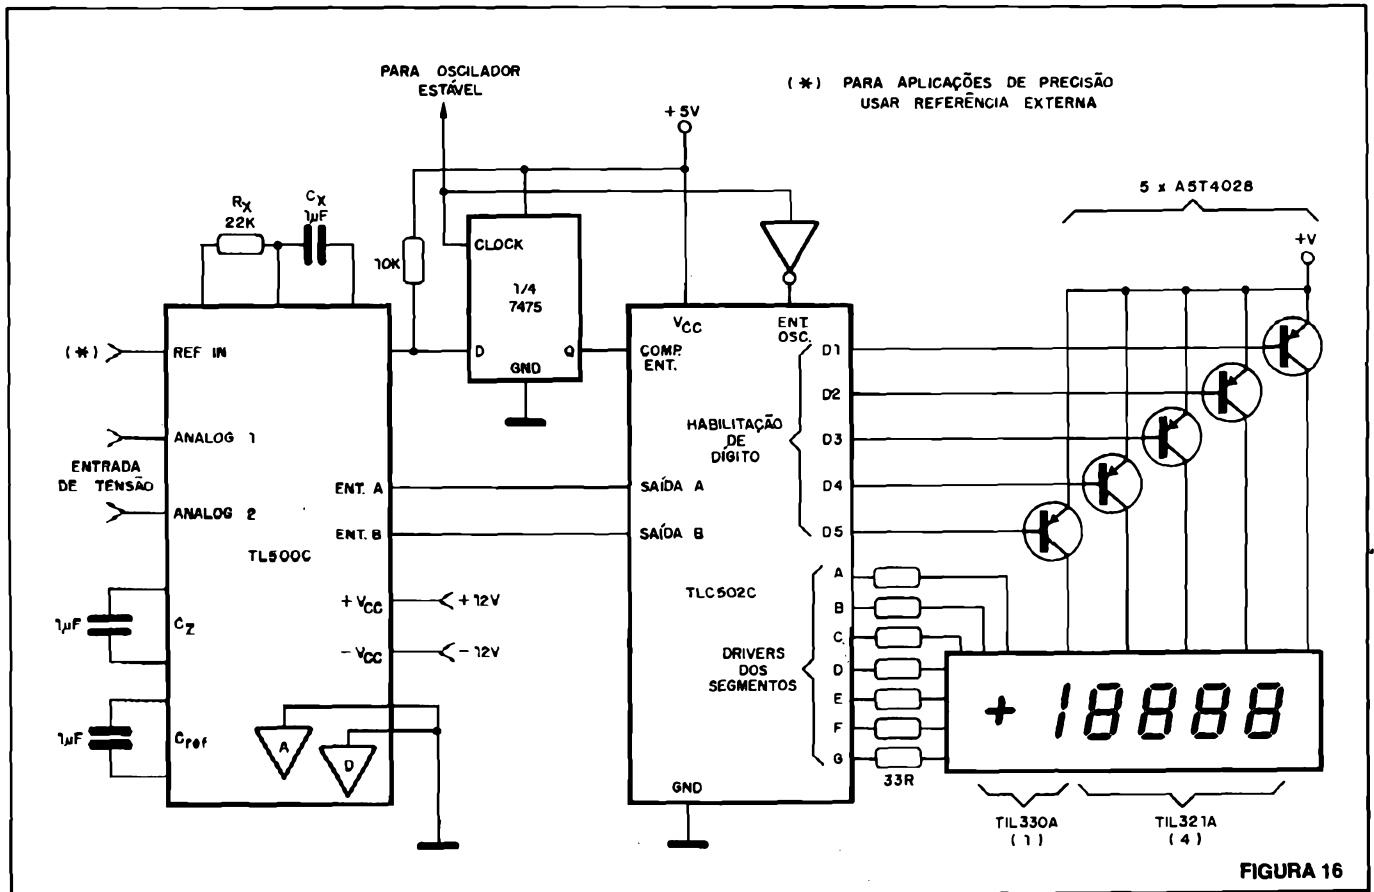 PARA OSCILADOR
ESTÁVEL
(*) PARA APLICAÇÕES DE PRECISÃO
USAR REFERÊNCIA EXTERNA
+5V
5 x A5T4028
+V
RX
22K
CX
1µF
10K
CLOCK
1/4
7475
D
Q
GND
VCC
ENT.
OSC.
COMP.
ENT.
(*)
REF IN
ANALOG 1
ENTRADA
DE TENSÃO
ANALOG 2
ENT. A
ENT. B
TL500C
SAÍDA A
SAÍDA B
HABILITAÇÃO
DE
DÍGITO
D1
D2
D3
D4
D5
TLC502C
A
B
C
D
E
F
G
DRIVERS
DOS
SEGMENTOS
33R
1µF
CZ
1µF
Cref
+VCC
+12V
-VCC
-12V
A
D
GND
+18888
TIL330A
(1)
TIL321A
(4)
FIGURA 16